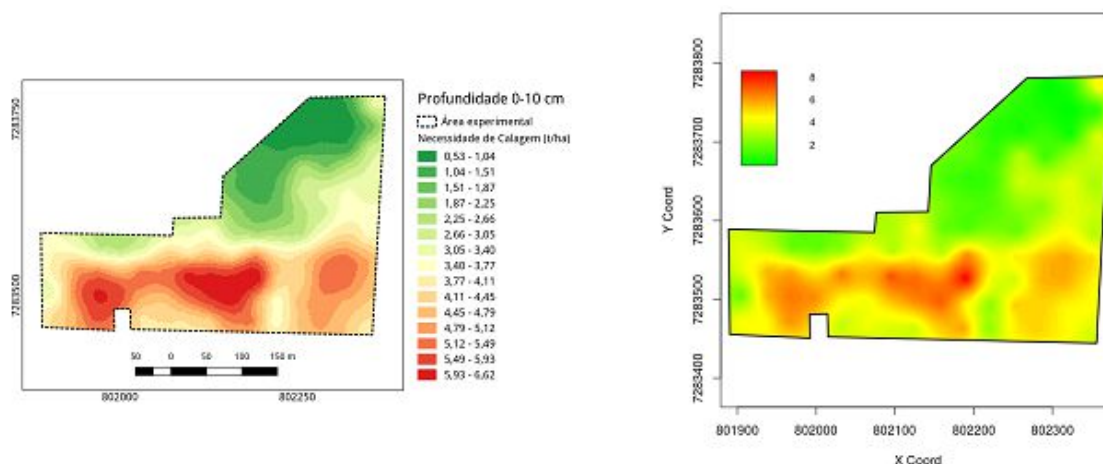 7283750
7283500
802000
802250
50 0 50 100 150 m
Profundidade 0-10 cm
Área experimental
Necessidade de Calagem (t/ha)
0,53 - 1,04
1,04 - 1,51
1,51 - 1,87
1,87 - 2,25
2,25 - 2,66
2,66 - 3,05
3,05 - 3,40
3,40 - 3,77
3,77 - 4,11
4,11 - 4,45
4,45 - 4,79
4,79 - 5,12
5,12 - 5,49
5,49 - 5,93
5,93 - 6,62
Y Coord
7283800
7283700
7283600
7283500
7283400
8
6
4
2
801900 802000 802100 802200 802300
X Coord